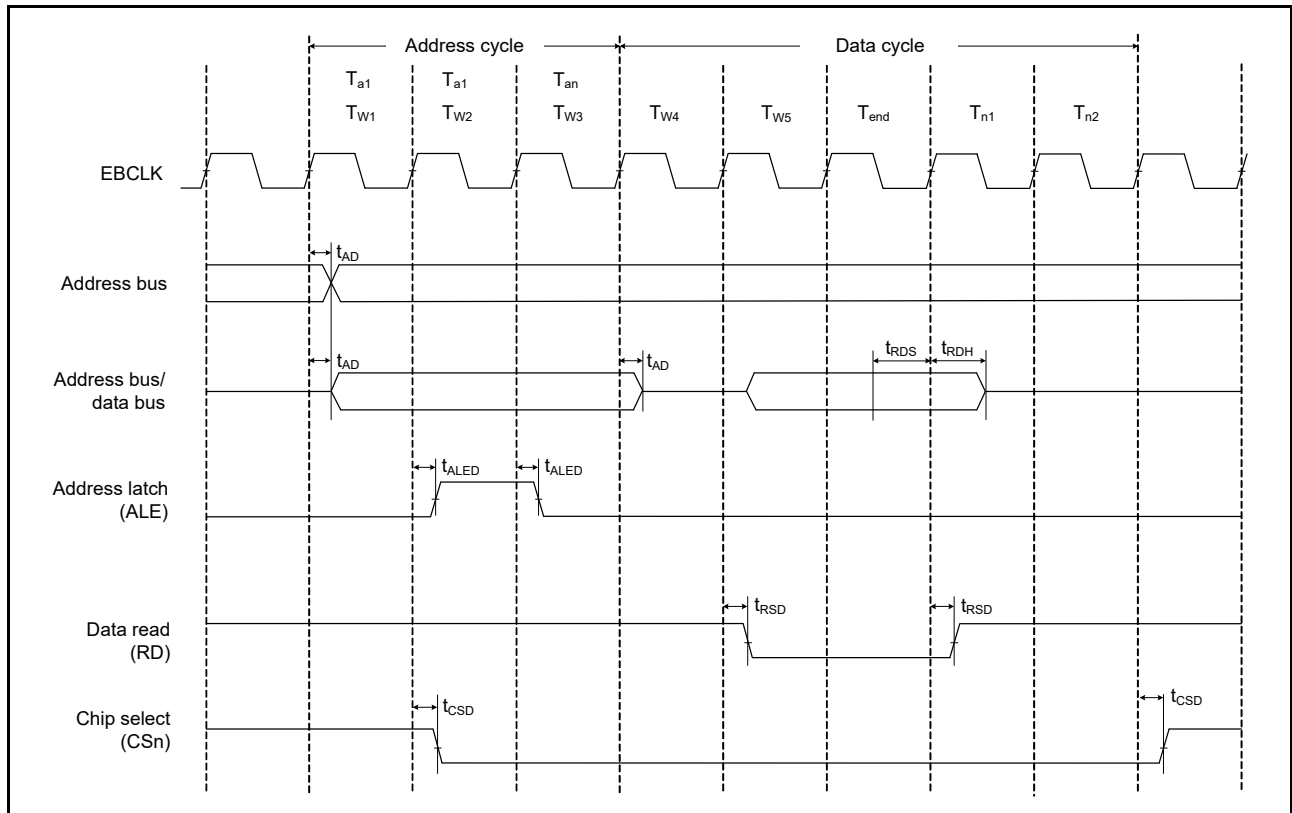 Address cycle Data cycle
Ta1 Ta1 Tan
TW1 TW2 TW3 TW4 TW5 Tend Tn1 Tn2
EBCLK
tAD
Address bus
tRDS tRDH
tAD tAD
Address bus/
data bus
tALED tALED
Address latch
(ALE)
tRSD tRSD
Data read
(RD)
tCSD tCSD
Chip select
(CSn)